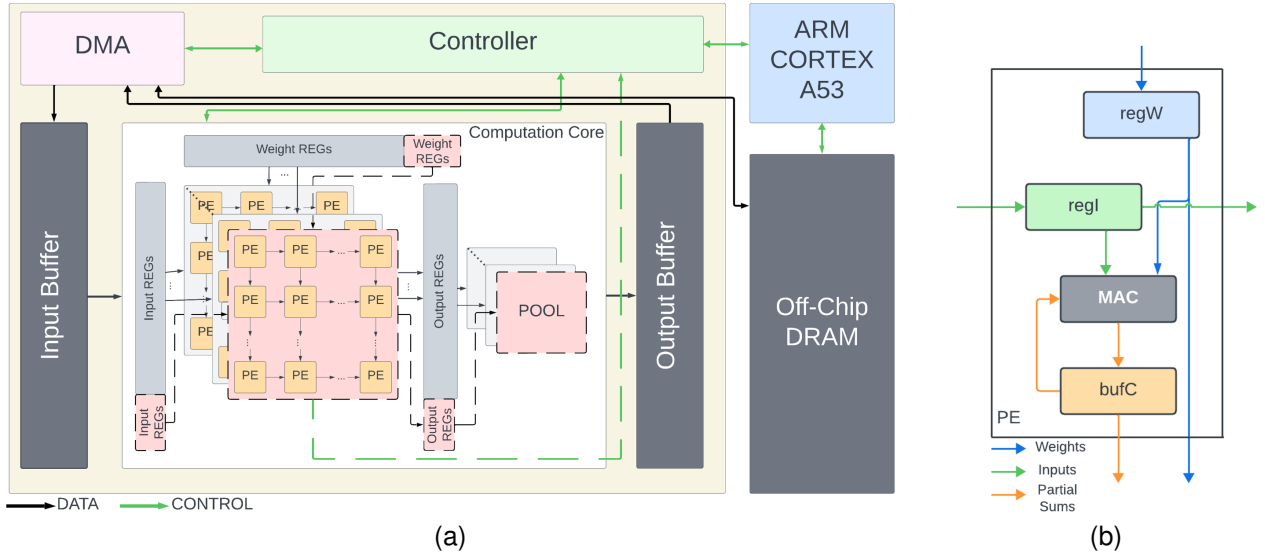 DMA
Controller
ARM
CORTEX
A53
Input Buffer
Computation Core
Weight REGs
...
Weight
REGs
Input REGs
...
Input
REGs
PE
PE
PE
PE
PE
PE
PE
...
PE
PE
PE
...
PE
...
...
...
PE
PE
...
PE
...
Output REGs
Output
REGs
POOL
Output Buffer
Off-Chip
DRAM
DATA
CONTROL
(a)
regW
regI
MAC
bufC
PE
Weights
Inputs
Partial
Sums
(b)